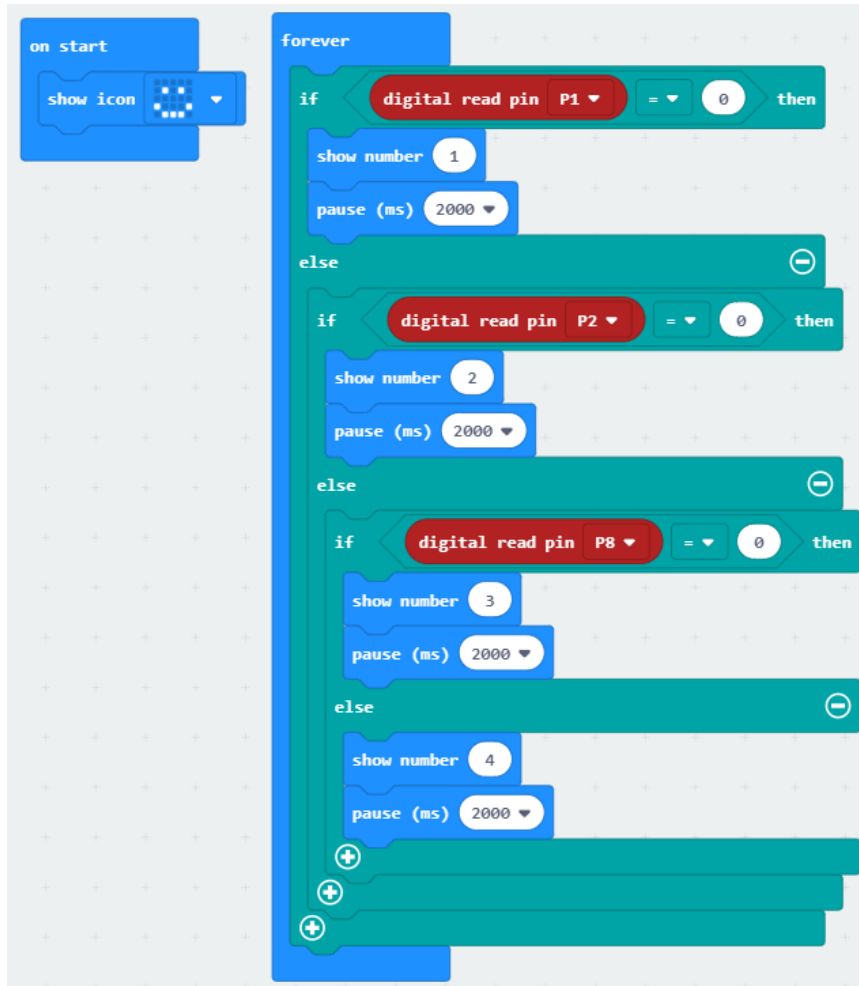 on start
show icon
forever
if digital read pin P1 = 0 then
show number 1
pause (ms) 2000
else
if digital read pin P2 = 0 then
show number 2
pause (ms) 2000
else
if digital read pin P8 = 0 then
show number 3
pause (ms) 2000
else
show number 4
pause (ms) 2000